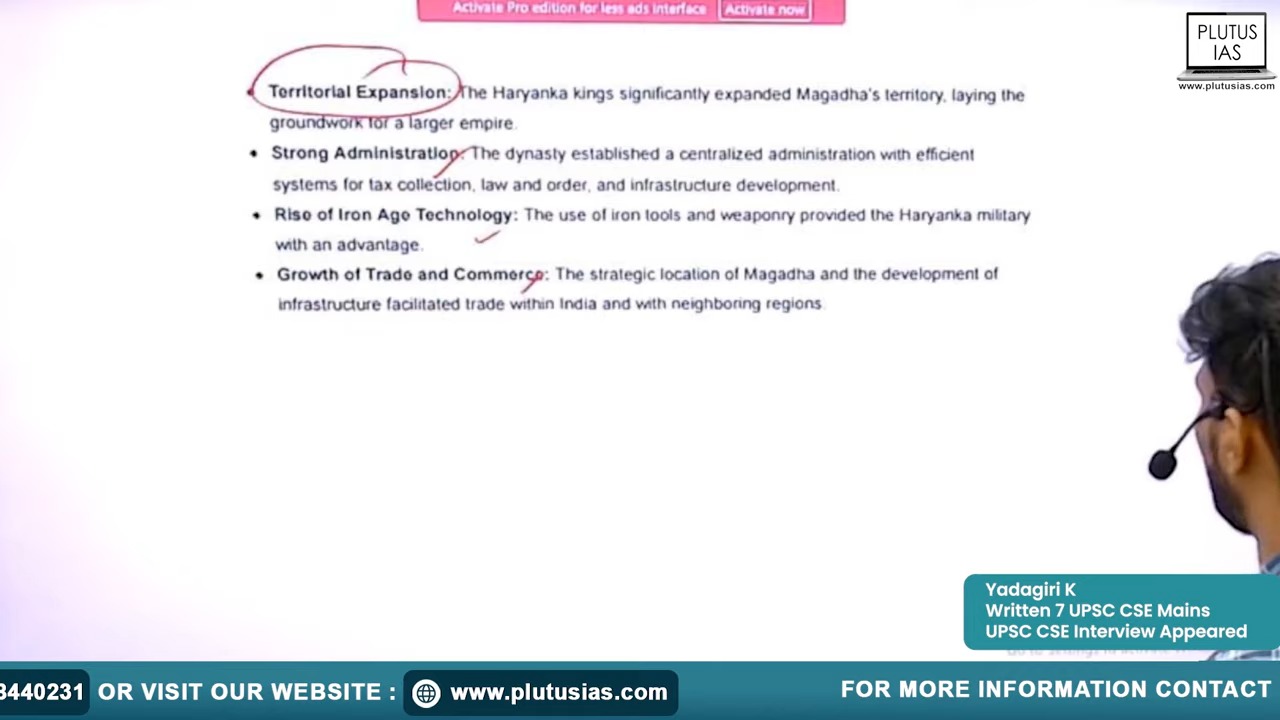 Activate Pro edition for less ads interface Activate now
PLUTUS
IAS
www.plutusias.com
• Territorial Expansion: The Haryanka kings significantly expanded Magadha's territory, laying the
groundwork for a larger empire.
• Strong Administration: The dynasty established a centralized administration with efficient
systems for tax collection, law and order, and infrastructure development.
• Rise of Iron Age Technology: The use of iron tools and weaponry provided the Haryanka military
with an advantage.
• Growth of Trade and Commerce: The strategic location of Magadha and the development of
infrastructure facilitated trade within India and with neighboring regions.
Yadagiri K
Written 7 UPSC CSE Mains
UPSC CSE Interview Appeared
3440231 OR VISIT OUR WEBSITE : www.plutusias.com FOR MORE INFORMATION CONTACT